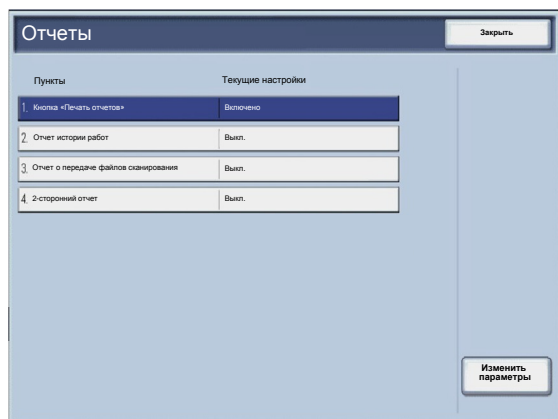 Отчеты
Закрыть
Пункты Текущие настройки
1. Кнопка «Печать отчетов» Включено
2. Отчет истории работ Выкл.
3. Отчет о передаче файлов сканирования Выкл.
4. 2-сторонний отчет Выкл.
Изменить
параметры